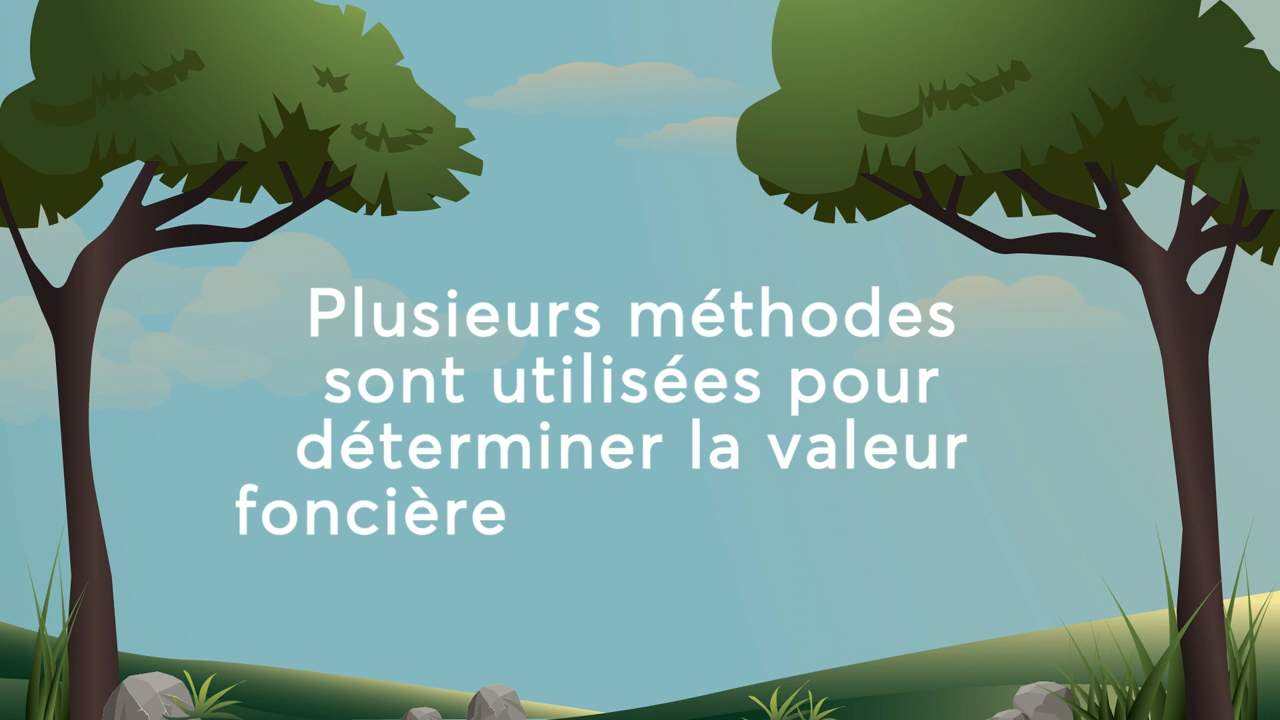 Plusieurs méthodes
sont utilisées pour
déterminer la valeur
foncière